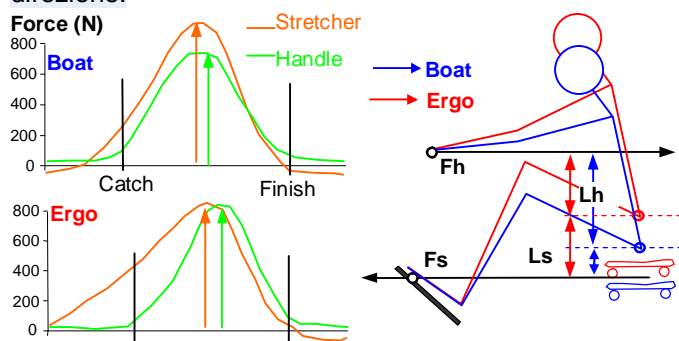 direzione.
Force (N)
Stretcher
Handle
Boat
800
600
400
200
0
Catch
Finish
Ergo
800
600
400
200
0
Boat
Ergo
Fh
Lh
Fs
Ls